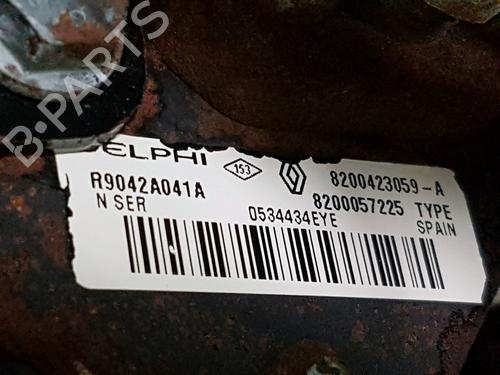 B-PARTS
ELPHI 153 8200423059-A
R9042A041A 8200057225 TYPE
N SER 0534434EYE SPAIN